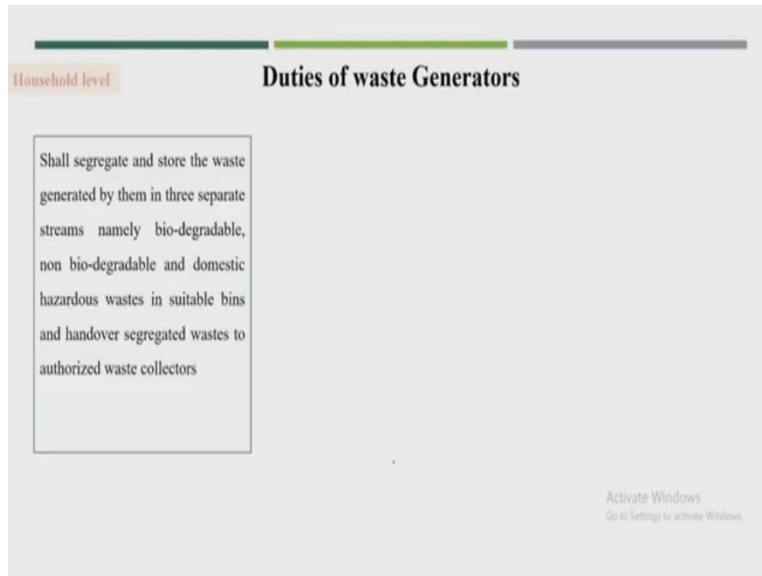 Household level
Duties of waste Generators
Shall segregate and store the waste
generated by them in three separate
streams namely bio-degradable,
non bio-degradable and domestic
hazardous wastes in suitable bins
and handover segregated wastes to
authorized waste collectors
Activate Windows
Go to Settings to activate Windows.